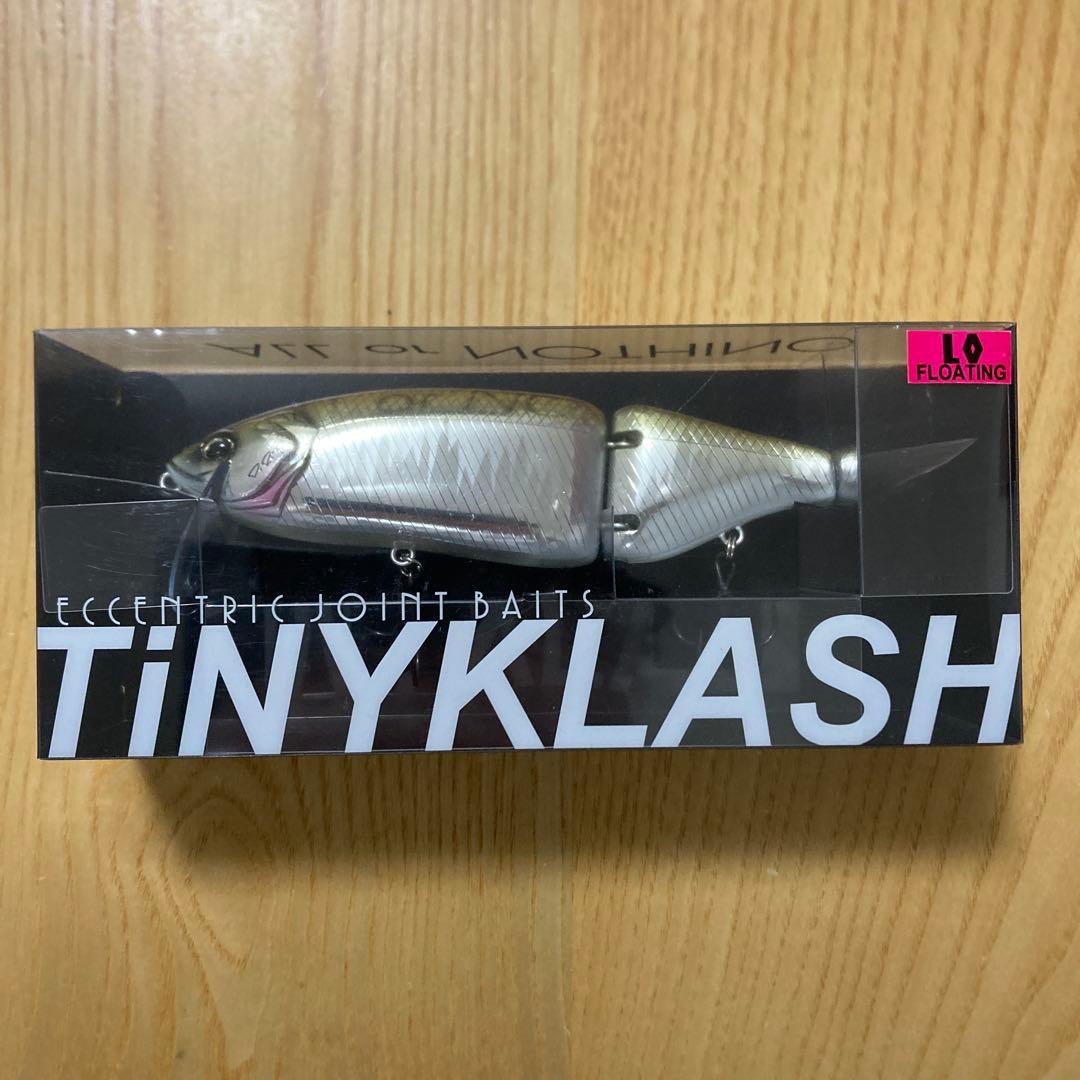 ALL or NOTHING
LO
FLOATING
ECCENTRIC JOINT BAITS
TiNYKLASH